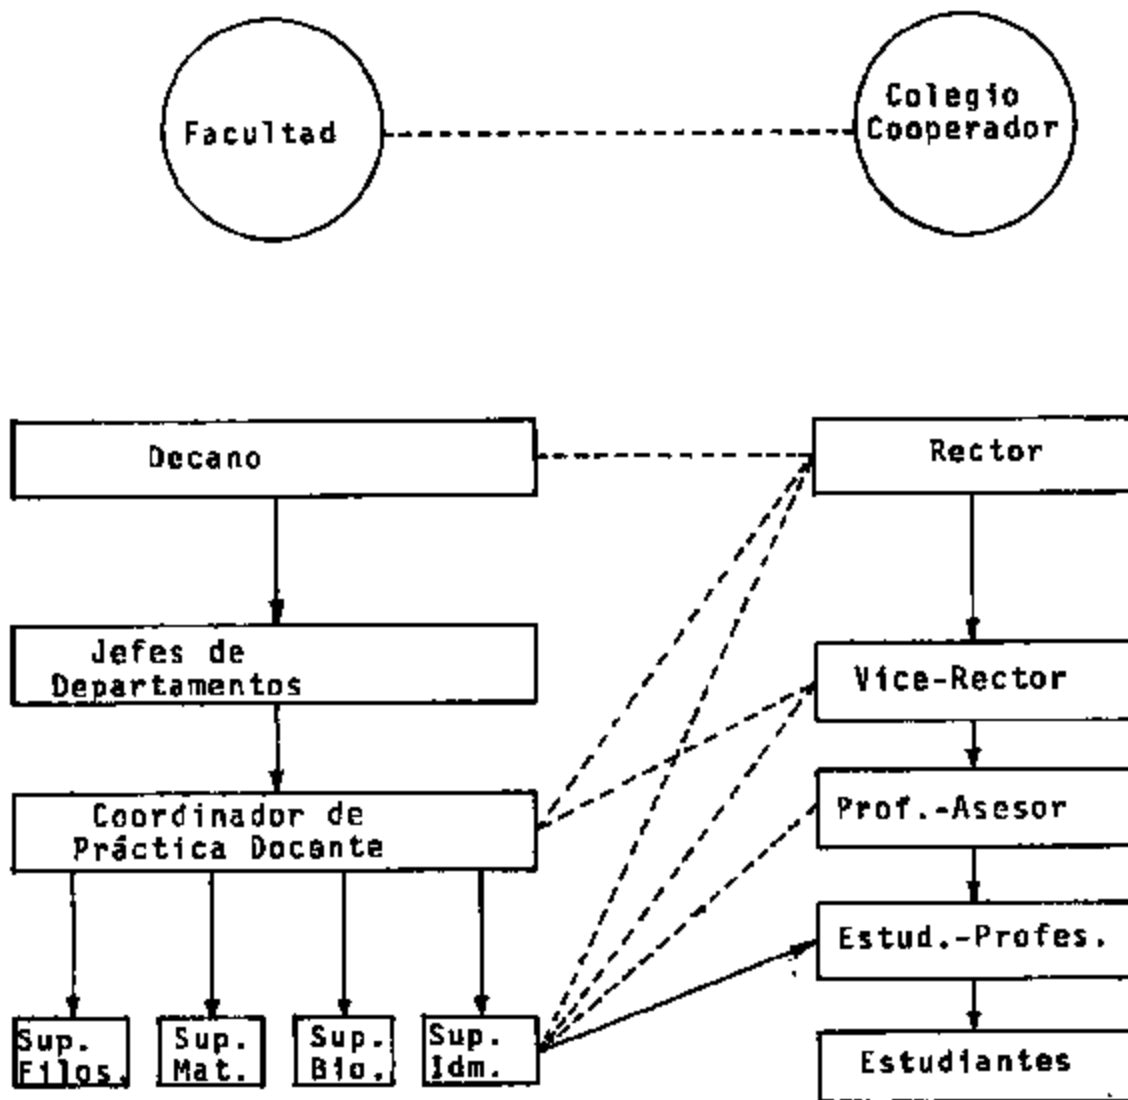 Facultad
Colegio
Cooperador
Decano
Rector
Jefes de
Departamentos
Vice-Rector
Coordinador de
Práctica Docente
Prof.-Asesor
Estud.-Profes.
Sup.
Filos.
Sup.
Mat.
Sup.
Bio.
Sup.
Idm.
Estudiantes